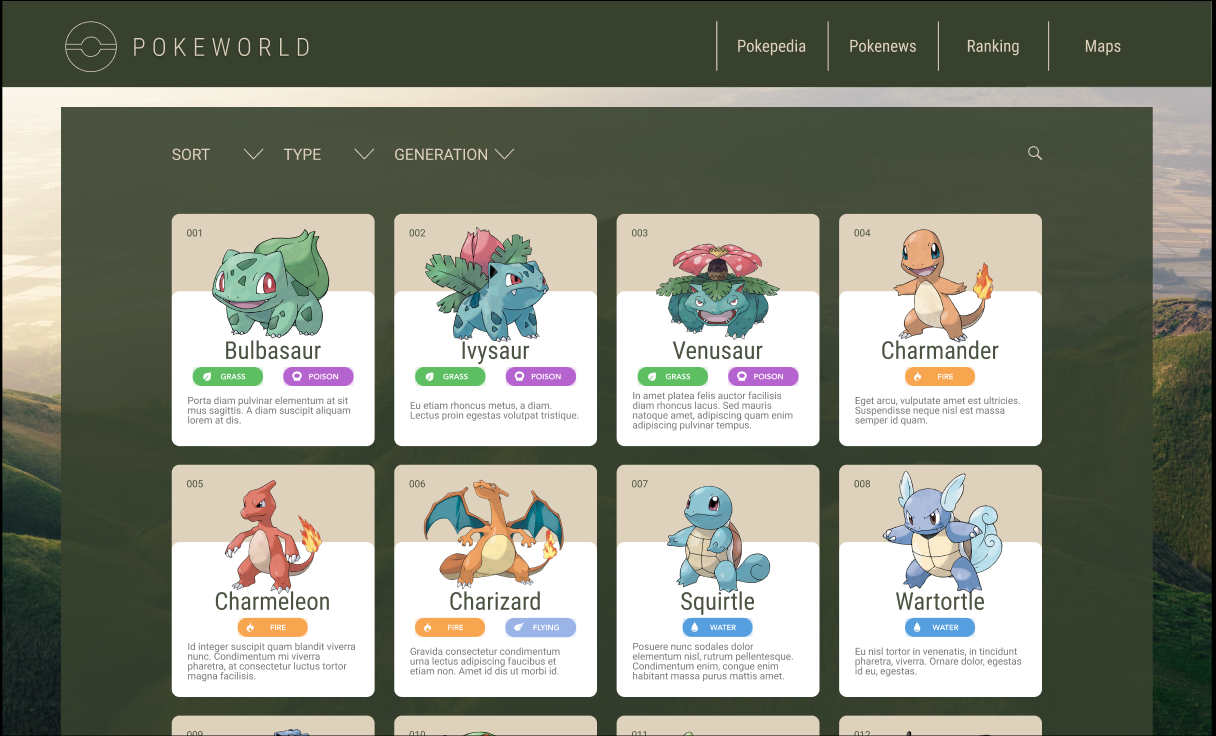 POKEWORLD
Pokepedia
Pokenews
Ranking
Maps
SORT
TYPE
GENERATION
001
Bulbasaur
GRASS
POISON
Porta diam pulvinar elementum at sit
mus sagittis. A diam suscipit aliquam
lorem at dis.
002
Ivysaur
GRASS
POISON
Eu etiam rhoncus metus, a diam.
Lectus proin egestas volutpat tristique.
003
Venusaur
GRASS
POISON
In amet platea felis auctor facilisis
diam rhoncus lacus. Sed mauris
natoque amet, adipiscing quam enim
adipiscing pulvinar tempus.
004
Charmander
FIRE
Eget arcu, vulputate amet est ultricies.
Suspendisse neque nisl est massa
semper id quam.
005
Charmeleon
FIRE
Id integer suscipit quam blandit viverra
nunc. Condimentum mi viverra
pharetra, at consectetur luctus tortor
magna facilisis.
006
Charizard
FIRE
FLYING
Gravida consectetur condimentum
urna lectus adipiscing faucibus et
etiam non. Amet id dis ut morbi id.
007
Squirtle
WATER
Posuere nunc sodales dolor
elementum nisl, rutrum pellentesque.
Condimentum enim, congue enim
habitant massa purus mattis amet.
008
Wartortle
WATER
Eu nisl tortor in venenatis, in tincidunt
pharetra, viverra. Ornare dolor, egestas
id eu, egestas.
009
010
011
012